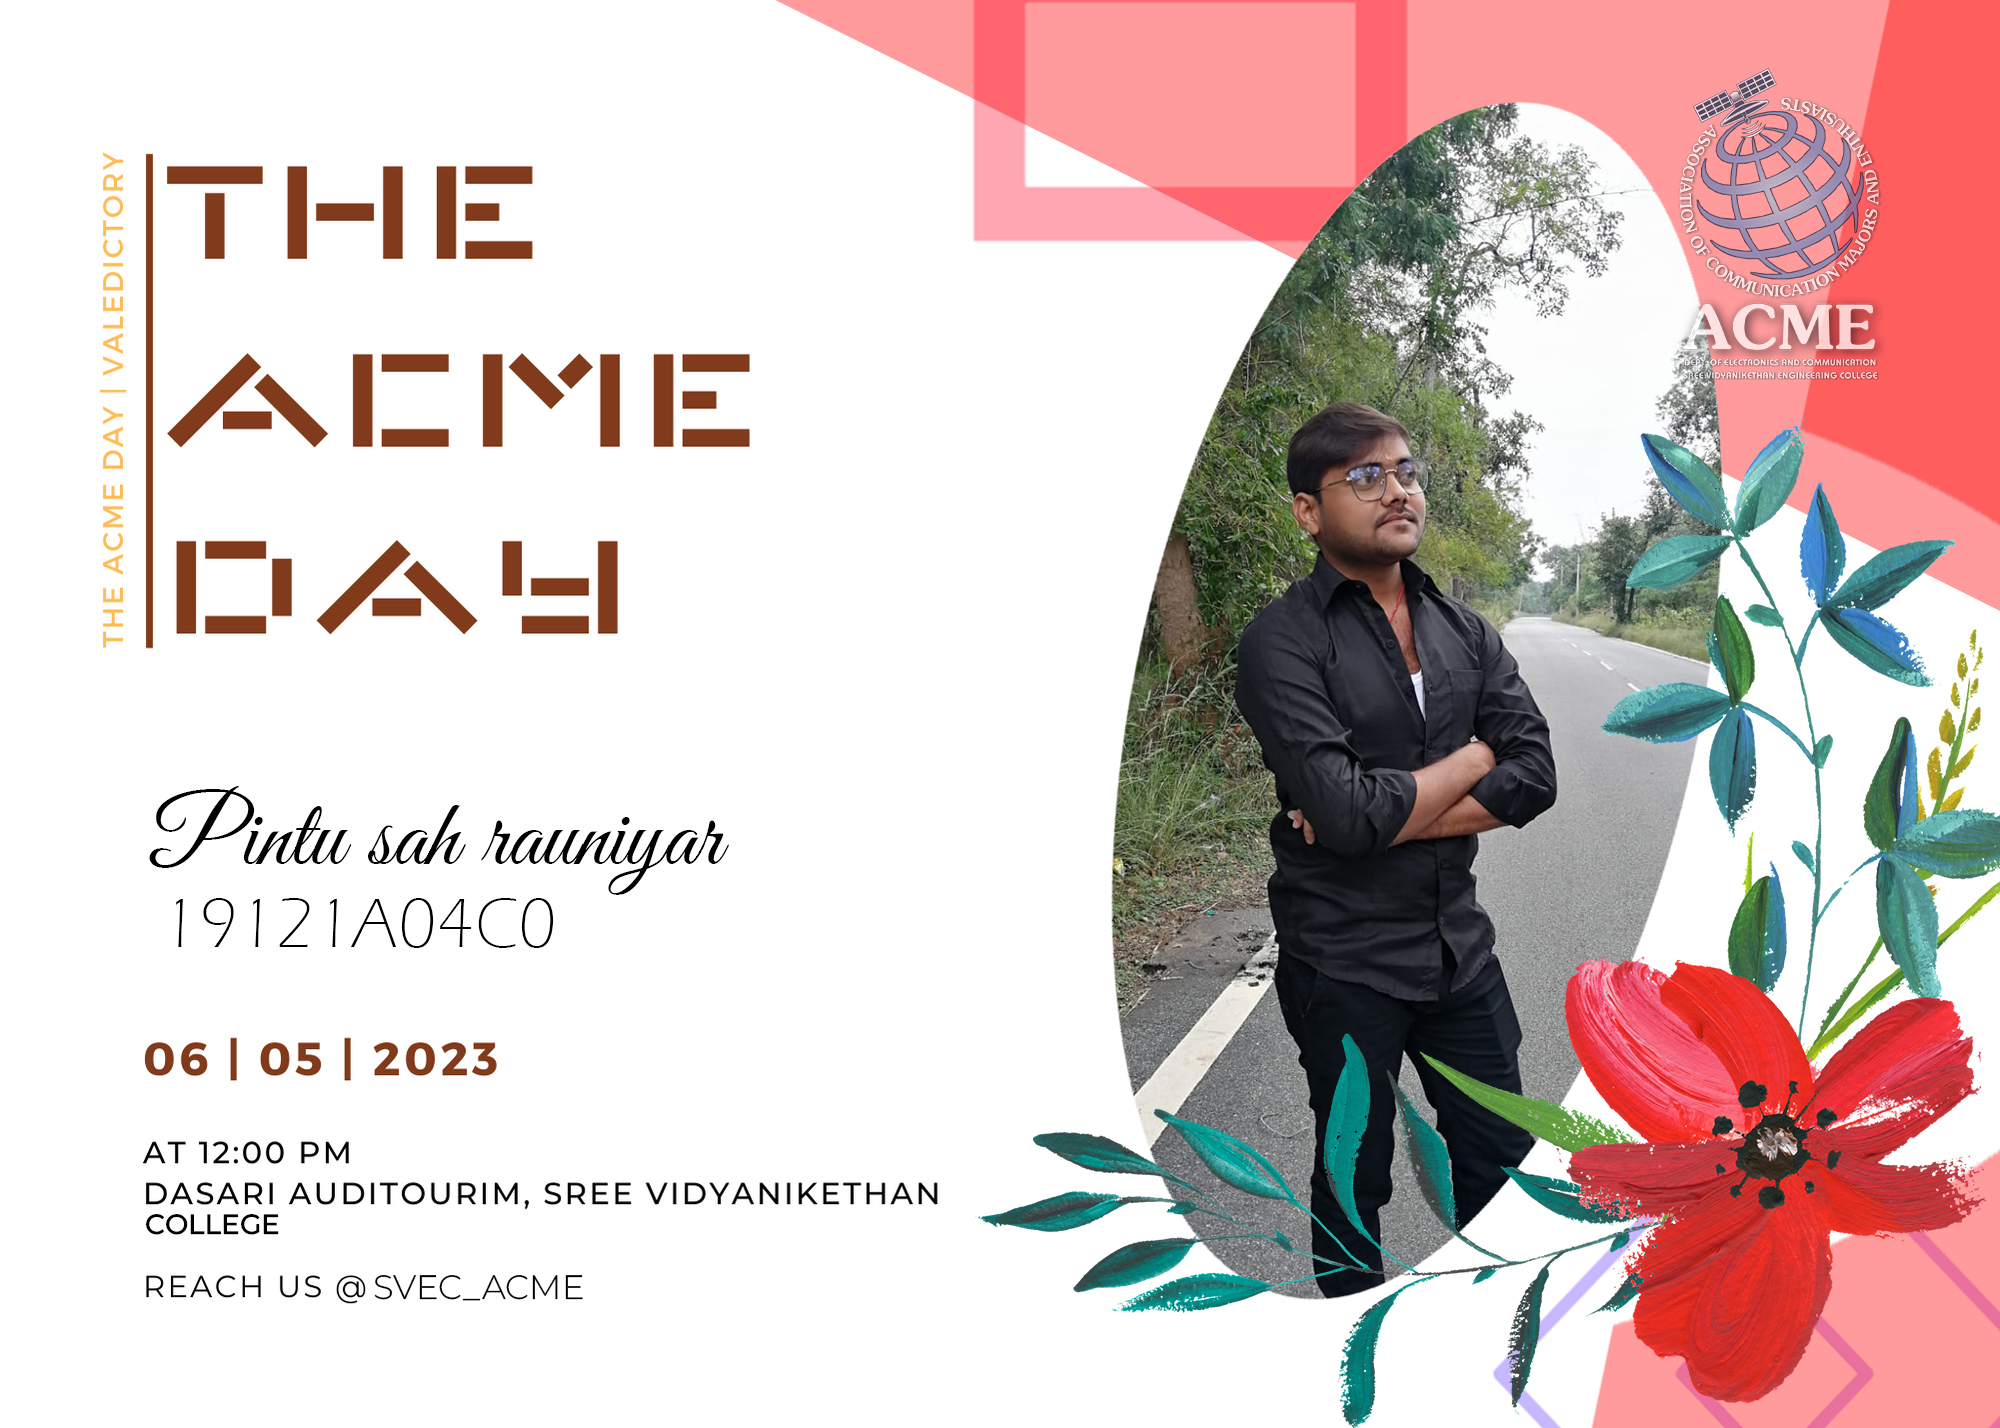 THE ACME DAY | VALEDICTORY
THE
ACME
DAY
Pintu sah rauniyar
19121A04C0
06 | 05 | 2023
AT 12:00 PM
DASARI AUDITOURIM, SREE VIDYANIKETHAN
COLLEGE
REACH US @SVEC_ACME
ASSOCIATION OF COMMUNICATION MAJORS AND ENTHUSIASTS
ACME
DEPT. OF ELECTRONICS AND COMMUNICATION
SREE VIDYANIKETHAN ENGINEERING COLLEGE